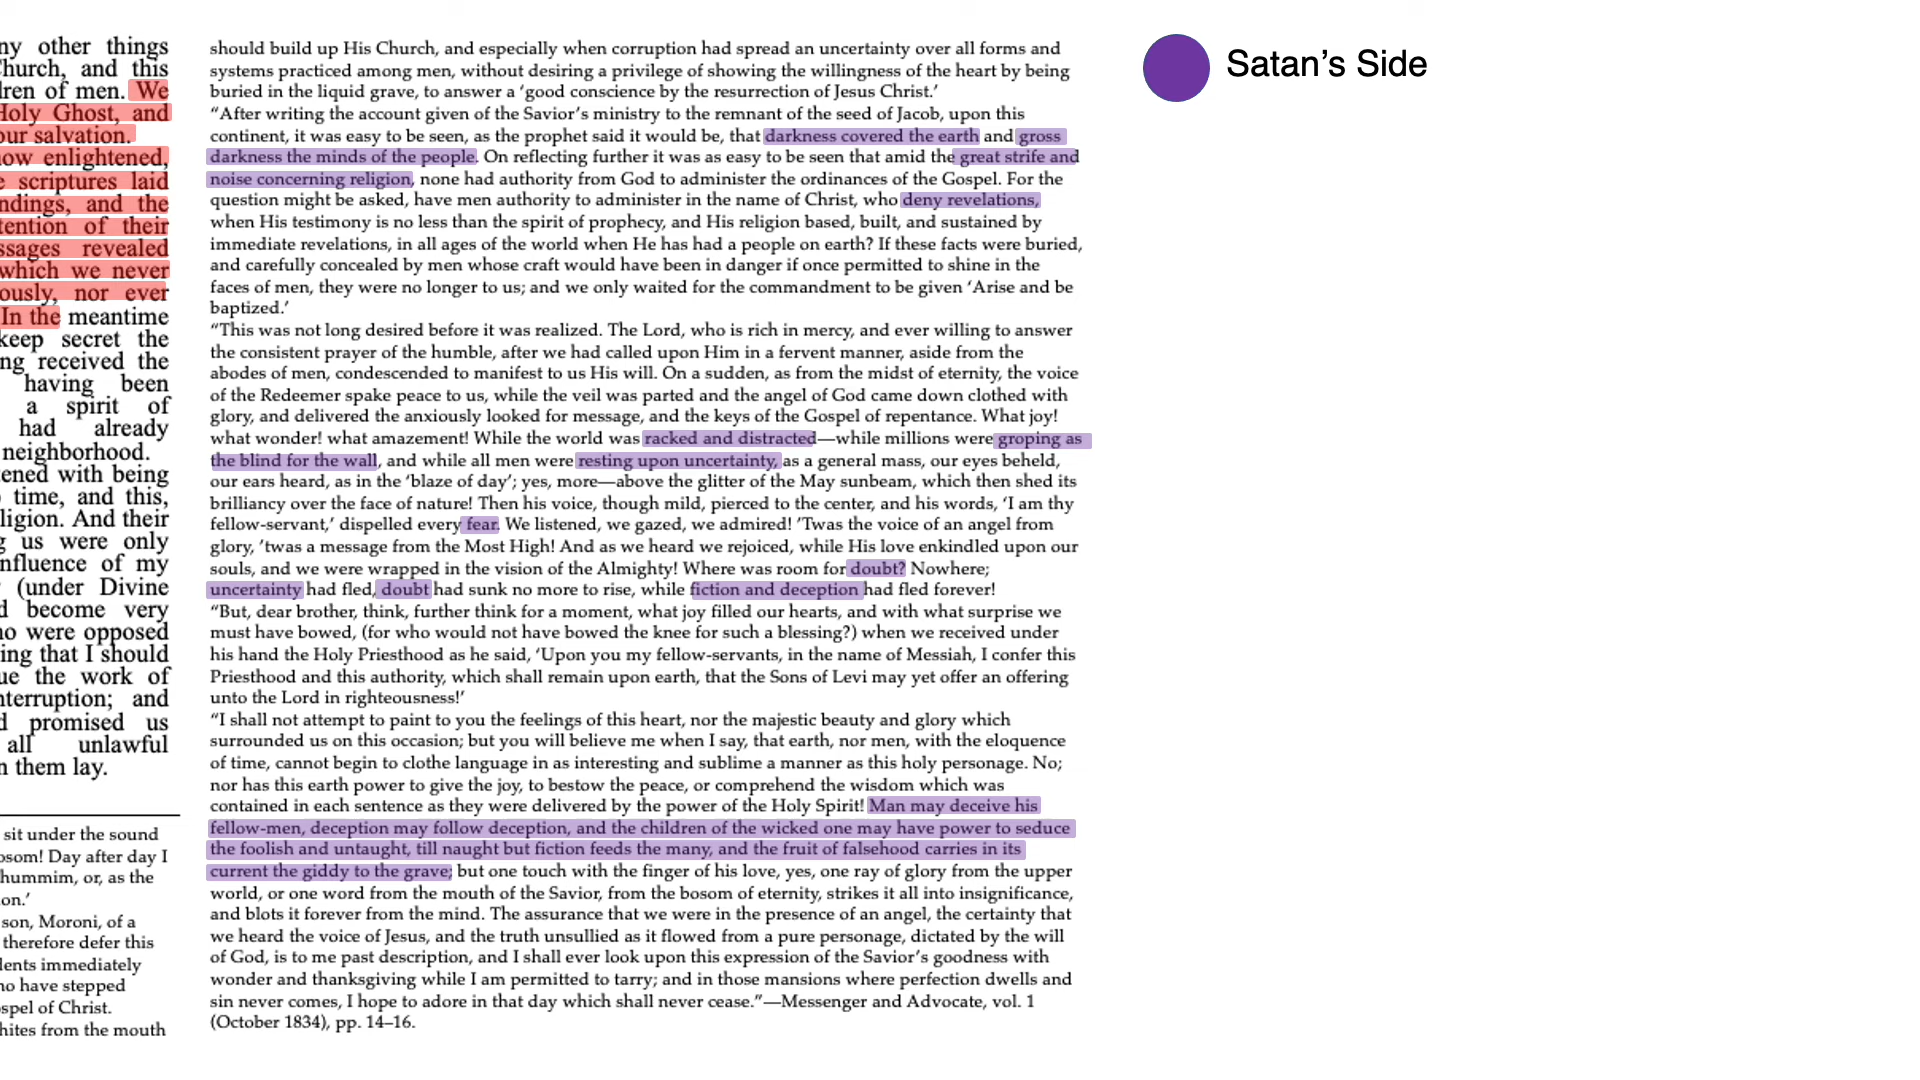 ny other things
hurch, and this
dren of men. We
Holy Ghost, and
our salvation.
now enlightened,
e scriptures laid
ndings, and the
tention of their
ssages revealed
which we never
ously, nor ever
In the meantime
keep secret the
ng received the
having been
a spirit of
had already
neighborhood.
ened with being
time, and this,
ligion. And their
g us were only
nfluence of my
(under Divine
d become very
ho were opposed
ing that I should
ue the work of
nterruption; and
d promised us
all unlawful
n them lay.
sit under the sound
osom! Day after day I
hummim, or, as the
on.'
son, Moroni, of a
therefore defer this
lents immediately
ho have stepped
spel of Christ.
hites from the mouth
should build up His Church, and especially when corruption had spread an uncertainty over all forms and
systems practiced among men, without desiring a privilege of showing the willingness of the heart by being
buried in the liquid grave, to answer a ‘good conscience by the resurrection of Jesus Christ.’
“After writing the account given of the Savior’s ministry to the remnant of the seed of Jacob, upon this
continent, it was easy to be seen, as the prophet said it would be, that darkness covered the earth and gross
darkness the minds of the people. On reflecting further it was as easy to be seen that amid the great strife and
noise concerning religion, none had authority from God to administer the ordinances of the Gospel. For the
question might be asked, have men authority to administer in the name of Christ, who deny revelations,
when His testimony is no less than the spirit of prophecy, and His religion based, built, and sustained by
immediate revelations, in all ages of the world when He has had a people on earth? If these facts were buried,
and carefully concealed by men whose craft would have been in danger if once permitted to shine in the
faces of men, they were no longer to us; and we only waited for the commandment to be given ‘Arise and be
baptized.’
“This was not long desired before it was realized. The Lord, who is rich in mercy, and ever willing to answer
the consistent prayer of the humble, after we had called upon Him in a fervent manner, aside from the
abodes of men, condescended to manifest to us His will. On a sudden, as from the midst of eternity, the voice
of the Redeemer spake peace to us, while the veil was parted and the angel of God came down clothed with
glory, and delivered the anxiously looked for message, and the keys of the Gospel of repentance. What joy!
what wonder! what amazement! While the world was racked and distracted—while millions were groping as
the blind for the wall, and while all men were resting upon uncertainty, as a general mass, our eyes beheld,
our ears heard, as in the ‘blaze of day’; yes, more—above the glitter of the May sunbeam, which then shed its
brilliancy over the face of nature! Then his voice, though mild, pierced to the center, and his words, ‘I am thy
fellow-servant,’ dispelled every fear. We listened, we gazed, we admired! ’Twas the voice of an angel from
glory, ’twas a message from the Most High! And as we heard we rejoiced, while His love enkindled upon our
souls, and we were wrapped in the vision of the Almighty! Where was room for doubt? Nowhere;
uncertainty had fled, doubt had sunk no more to rise, while fiction and deception had fled forever!
“But, dear brother, think, further think for a moment, what joy filled our hearts, and with what surprise we
must have bowed, (for who would not have bowed the knee for such a blessing?) when we received under
his hand the Holy Priesthood as he said, ‘Upon you my fellow-servants, in the name of Messiah, I confer this
Priesthood and this authority, which shall remain upon earth, that the Sons of Levi may yet offer an offering
unto the Lord in righteousness!’
“I shall not attempt to paint to you the feelings of this heart, nor the majestic beauty and glory which
surrounded us on this occasion; but you will believe me when I say, that earth, nor men, with the eloquence
of time, cannot begin to clothe language in as interesting and sublime a manner as this holy personage. No;
nor has this earth power to give the joy, to bestow the peace, or comprehend the wisdom which was
contained in each sentence as they were delivered by the power of the Holy Spirit! Man may deceive his
fellow-men, deception may follow deception, and the children of the wicked one may have power to seduce
the foolish and untaught, till naught but fiction feeds the many, and the fruit of falsehood carries in its
current the giddy to the grave; but one touch with the finger of his love, yes, one ray of glory from the upper
world, or one word from the mouth of the Savior, from the bosom of eternity, strikes it all into insignificance,
and blots it forever from the mind. The assurance that we were in the presence of an angel, the certainty that
we heard the voice of Jesus, and the truth unsullied as it flowed from a pure personage, dictated by the will
of God, is to me past description, and I shall ever look upon this expression of the Savior’s goodness with
wonder and thanksgiving while I am permitted to tarry; and in those mansions where perfection dwells and
sin never comes, I hope to adore in that day which shall never cease.”—Messenger and Advocate, vol. 1
(October 1834), pp. 14–16.
Satan’s Side